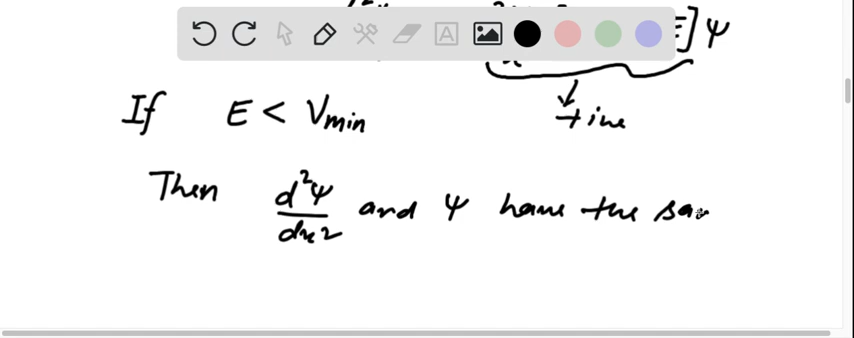 E]ψ
If E < Vmin +ive
Then d²ψ/dx² and ψ have the sa